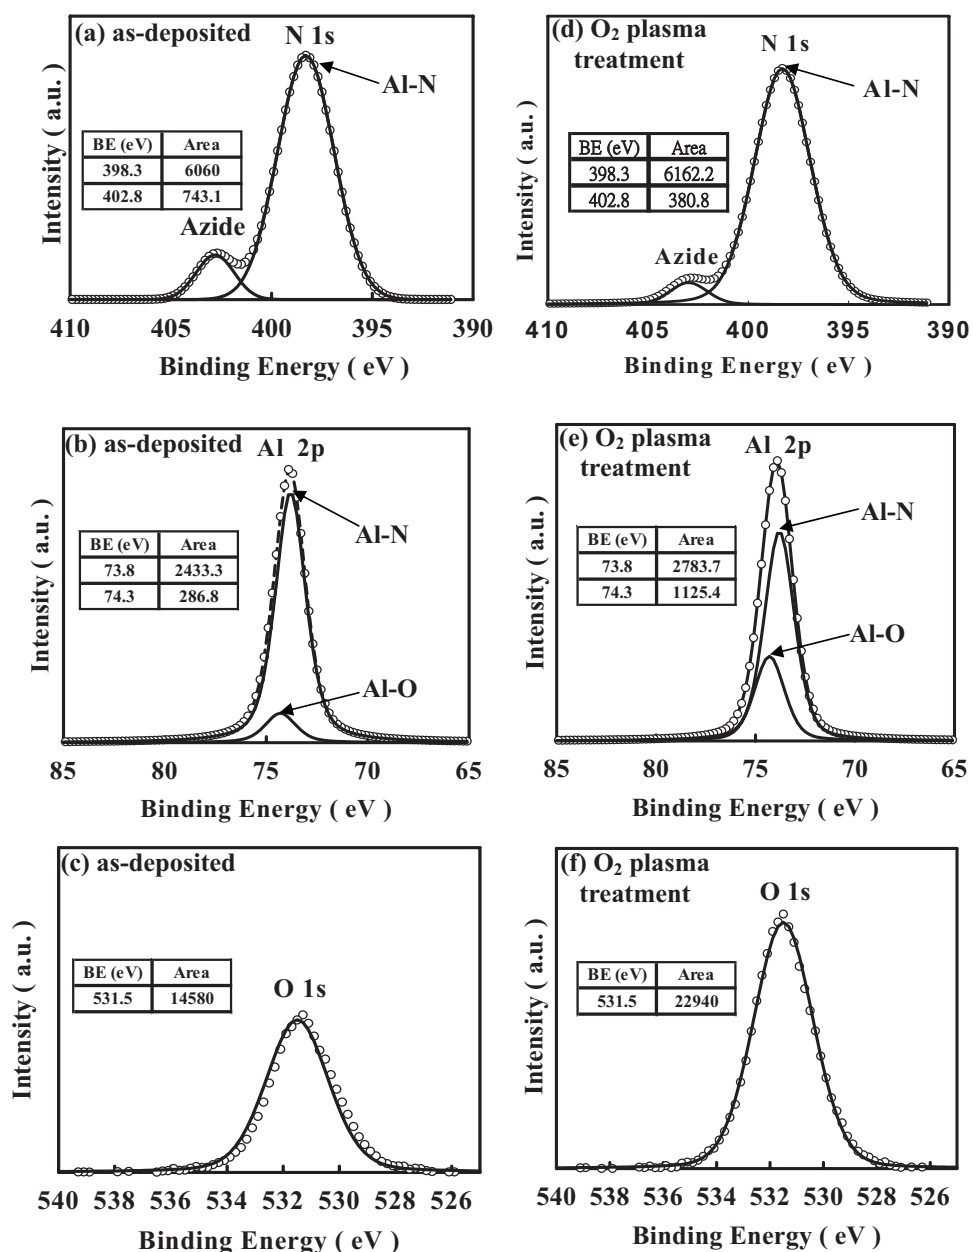 (a) as-deposited
N 1s
Al-N
BE (eV) Area
398.3 6060
402.8 743.1
Azide
Intensity ( a.u. )
410 405 400 395 390
Binding Energy ( eV )
(d) O2 plasma
treatment
N 1s
Al-N
BE (eV) Area
398.3 6162.2
402.8 380.8
Azide
Intensity ( a.u. )
410 405 400 395 390
Binding Energy ( eV )
(b) as-deposited
Al 2p
Al-N
BE (eV) Area
73.8 2433.3
74.3 286.8
Al-O
Intensity ( a.u. )
85 80 75 70 65
Binding Energy ( eV )
(e) O2 plasma
treatment
Al 2p
Al-N
BE (eV) Area
73.8 2783.7
74.3 1125.4
Al-O
Intensity ( a.u. )
85 80 75 70 65
Binding Energy ( eV )
(c) as-deposited
BE (eV) Area
531.5 14580
O 1s
Intensity ( a.u. )
540 538 536 534 532 530 528 526
Binding Energy ( eV )
(f) O2 plasma
treatment
O 1s
BE (eV) Area
531.5 22940
Intensity ( a.u. )
540 538 536 534 532 530 528 526
Binding Energy ( eV )